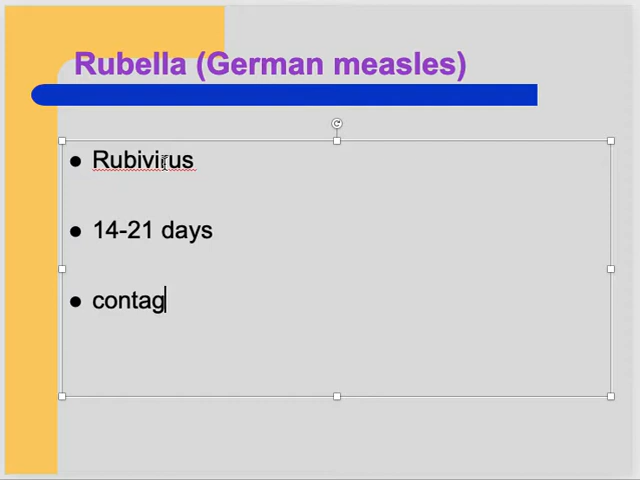 Rubella (German measles)
● Rubivirus
● 14-21 days
● contag